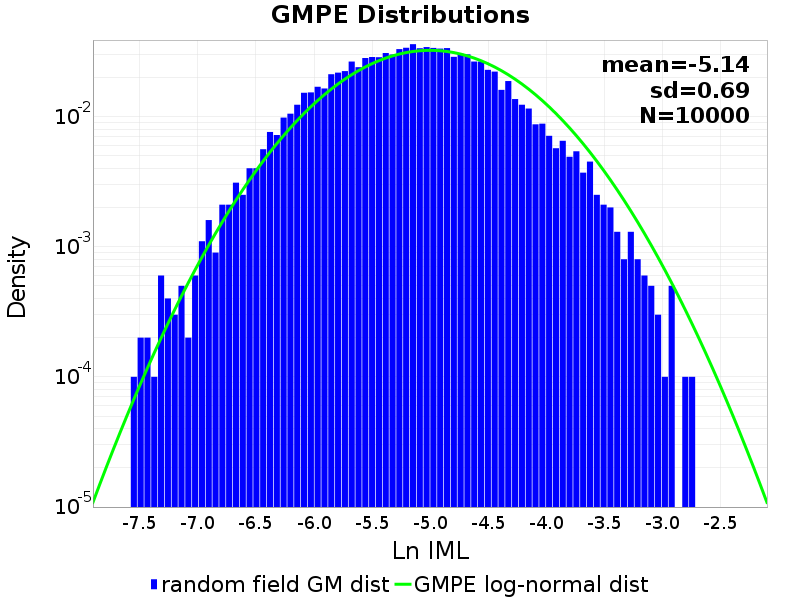 GMPE Distributions
mean=-5.14
sd=0.69
N=10000
10-2
10-3
10-4
10-5
Density
-7.5 -7.0 -6.5 -6.0 -5.5 -5.0 -4.5 -4.0 -3.5 -3.0 -2.5
Ln IML
random field GM dist GMPE log-normal dist